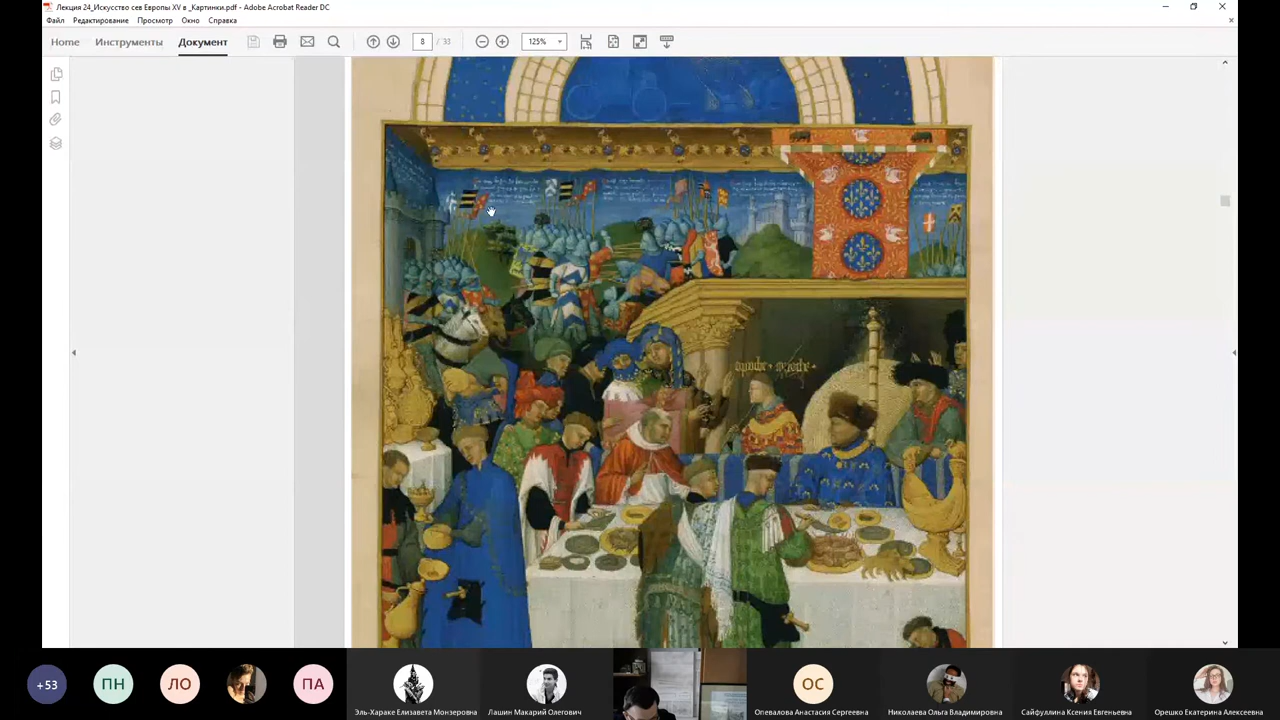 Лекция 24_Искусство сев Европы XV в _Картинки.pdf - Adobe Acrobat Reader DC
Файл Редактирование Просмотр Окно Справка
Home Инструменты Документ 8 / 33 125%
aproche + aproche +
+53 ПН ЛО ПА ОС
Эль-Хараке Елизавета Монзеровна Лашин Макарий Олегович Опевалова Анастасия Сергеевна Николаева Ольга Владимировна Сайфуллина Ксения Евгеньевна Орешко Екатерина Алексеевна